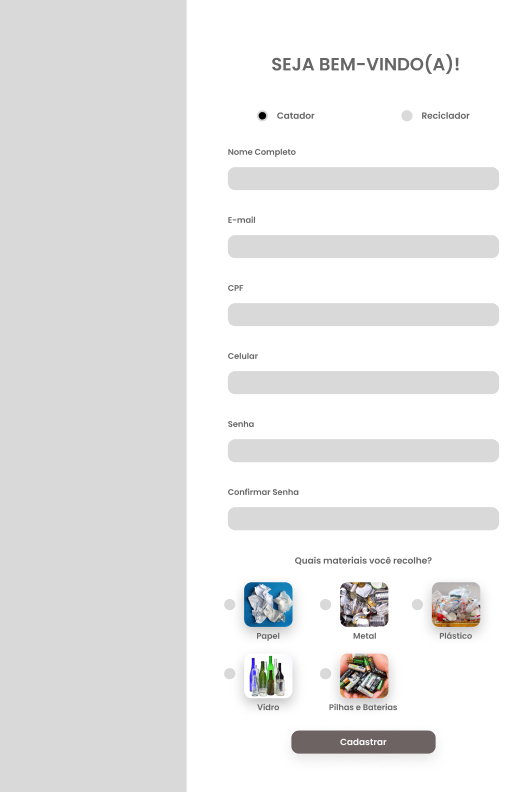 SEJA BEM-VINDO(A)!
Catador
Reciclador
Nome Completo
E-mail
CPF
Celular
Senha
Confirmar Senha
Quais materiais você recolhe?
Papel
Metal
Plástico
Vidro
Pilhas e Baterias
Cadastrar